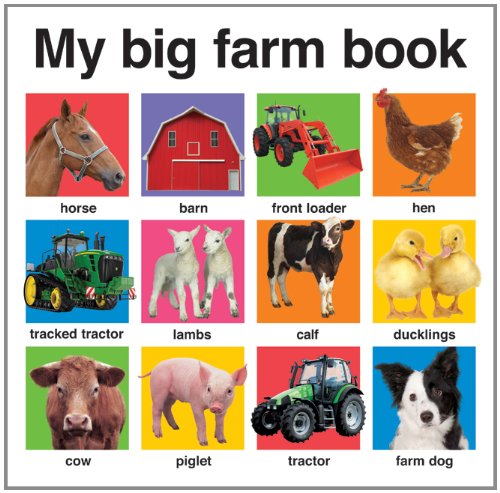 My big farm book
horse barn front loader hen
tracked tractor lambs calf ducklings
cow piglet tractor farm dog